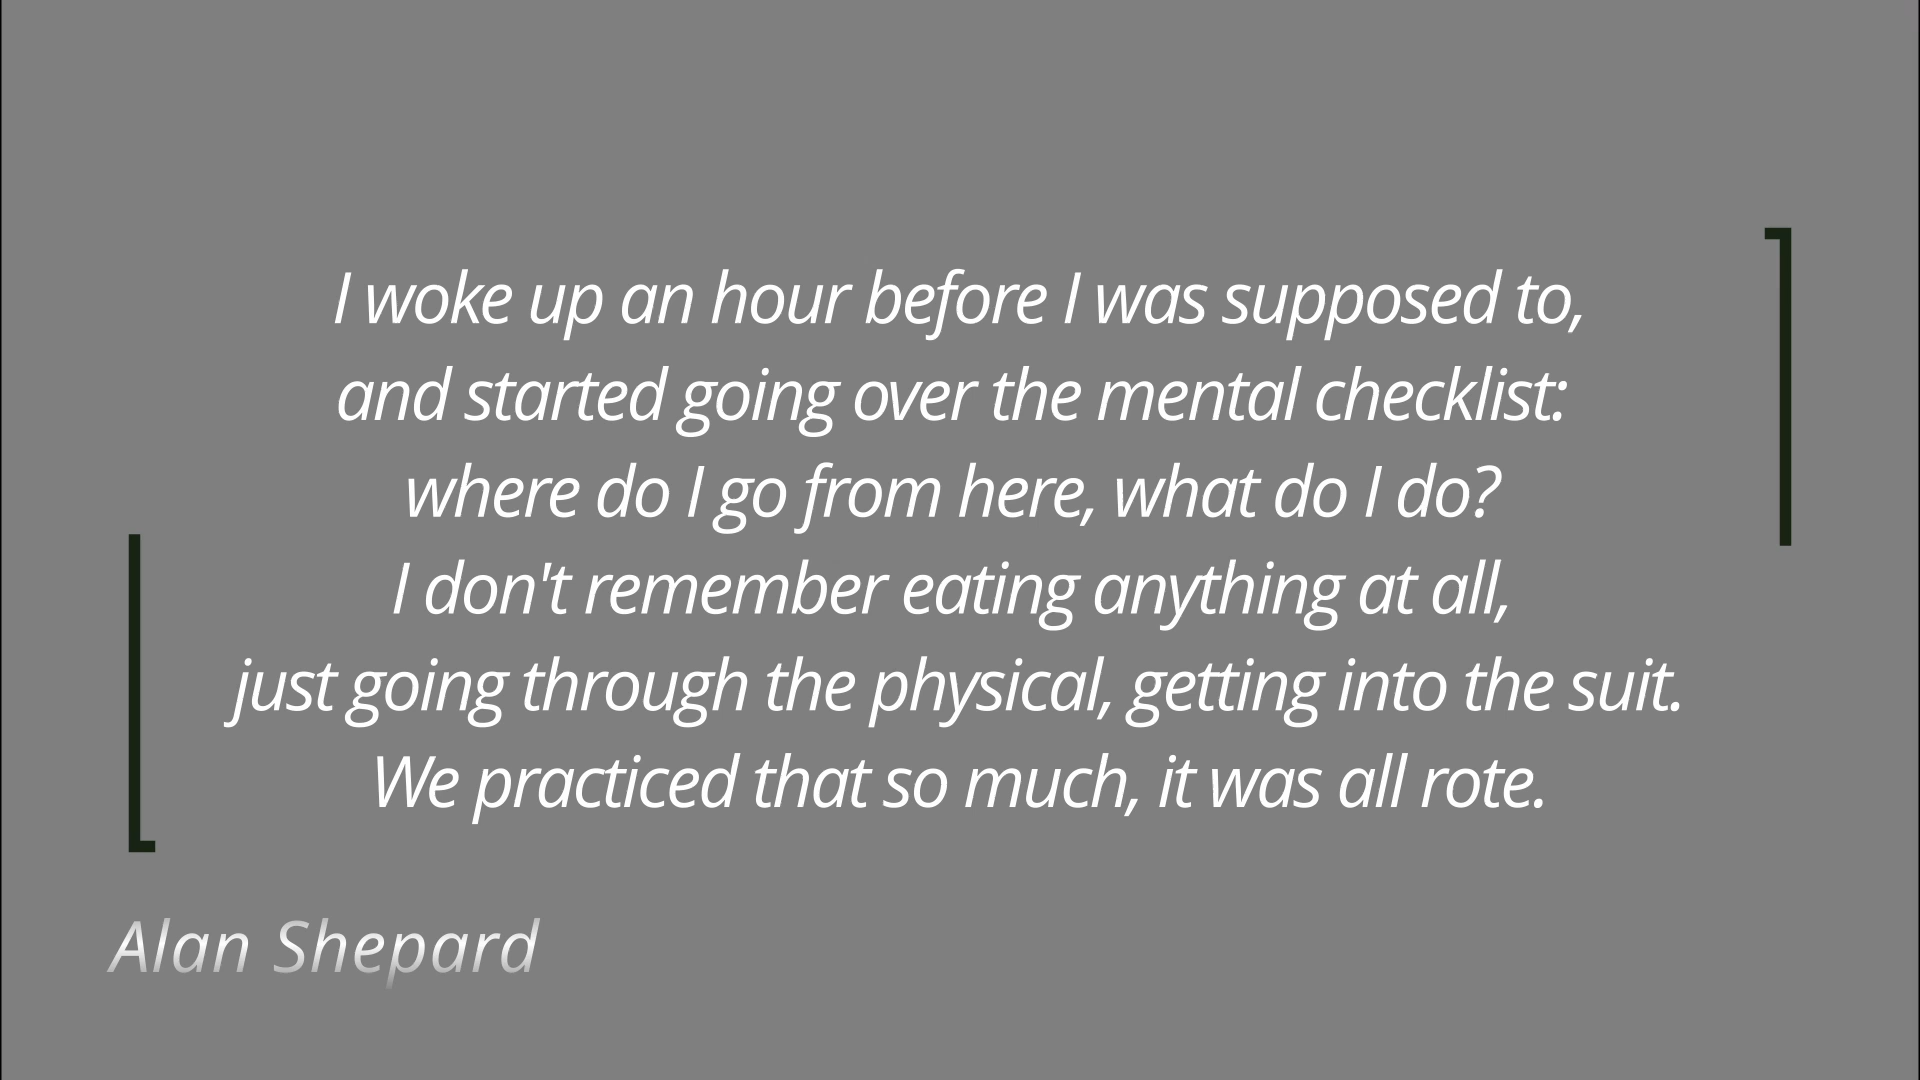 I woke up an hour before I was supposed to,
and started going over the mental checklist:
where do I go from here, what do I do?
I don't remember eating anything at all,
just going through the physical, getting into the suit.
We practiced that so much, it was all rote.
Alan Shepard